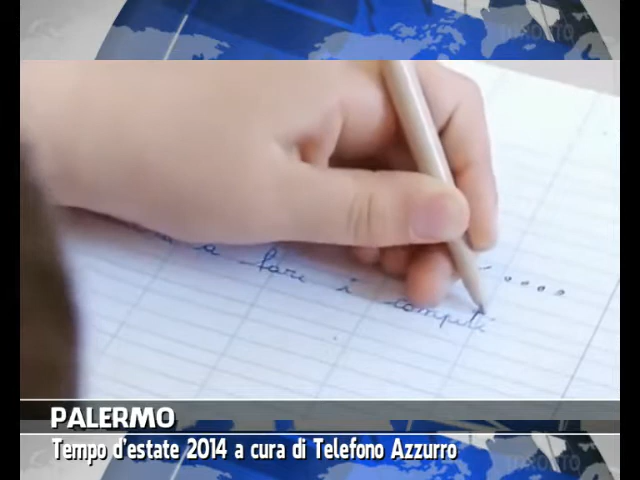 a fare i compiti
PALERMO
Tempo d'estate 2014 a cura di Telefono Azzurro